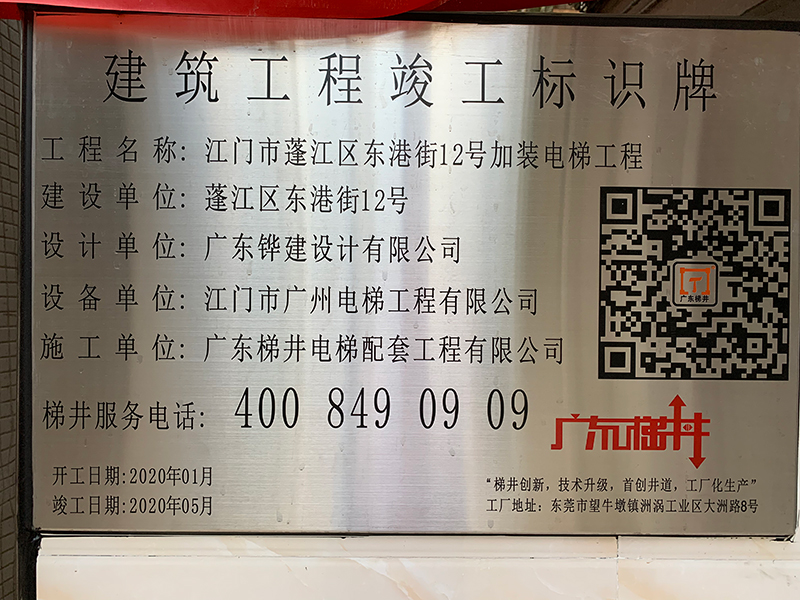 建筑工程竣工标识牌
工程名称: 江门市蓬江区东港街12号加装电梯工程
建设单位: 蓬江区东港街12号
设计单位: 广东铧建设计有限公司
设备单位: 江门市广州电梯工程有限公司
施工单位: 广东梯井电梯配套工程有限公司
广东梯井
梯井服务电话: 400 849 09 09
广东梯井
开工日期:2020年01月
竣工日期:2020年05月
“梯井创新，技术升级，首创井道，工厂化生产”
工厂地址：东莞市望牛墩镇洲涡工业区大洲路8号